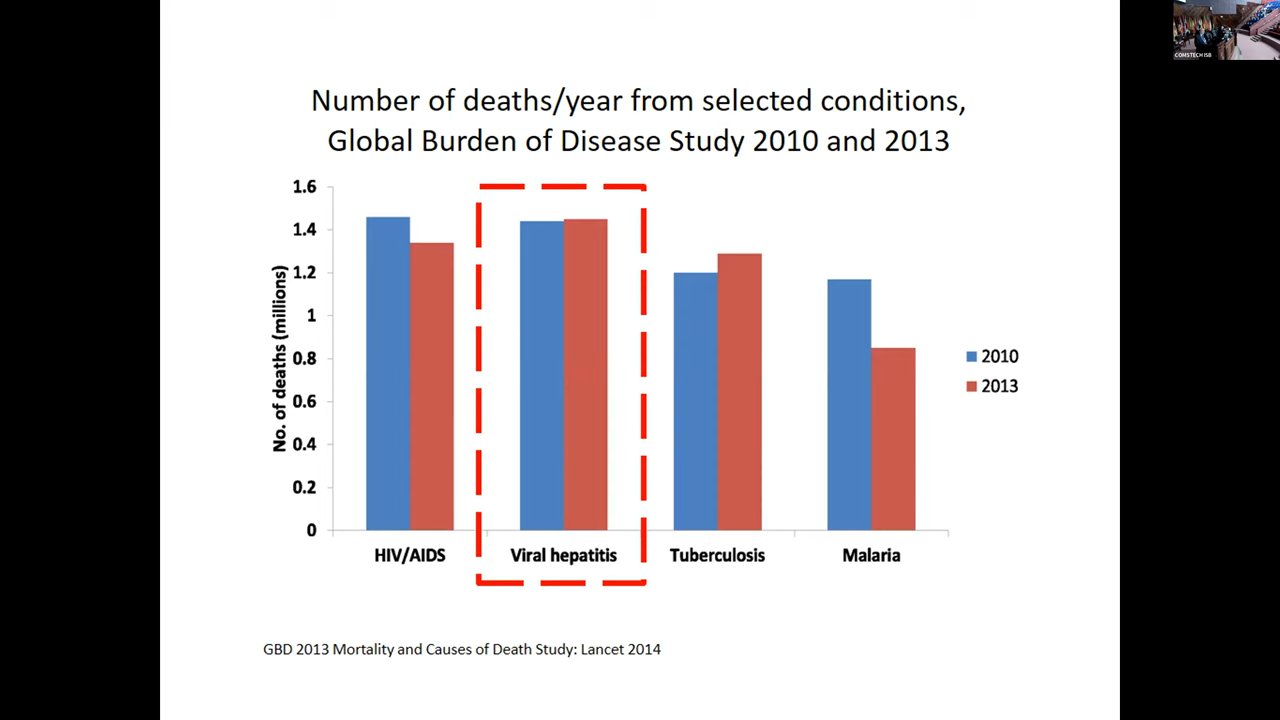 COMSTECH ISB
Number of deaths/year from selected conditions,
Global Burden of Disease Study 2010 and 2013
No. of deaths (millions)
1.6
1.4
1.2
1
0.8
0.6
0.4
0.2
0
HIV/AIDS
Viral hepatitis
Tuberculosis
Malaria
2010
2013
GBD 2013 Mortality and Causes of Death Study: Lancet 2014